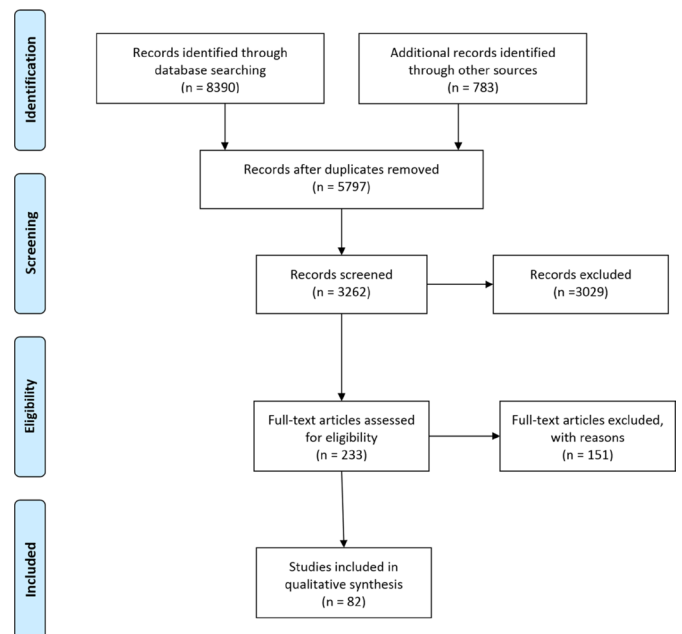 Identification
Records identified through
database searching
(n = 8390)
Additional records identified
through other sources
(n = 783)
Records after duplicates removed
(n = 5797)
Screening
Records screened
(n = 3262)
Records excluded
(n =3029)
Eligibility
Full-text articles assessed
for eligibility
(n = 233)
Full-text articles excluded,
with reasons
(n = 151)
Included
Studies included in
qualitative synthesis
(n = 82)